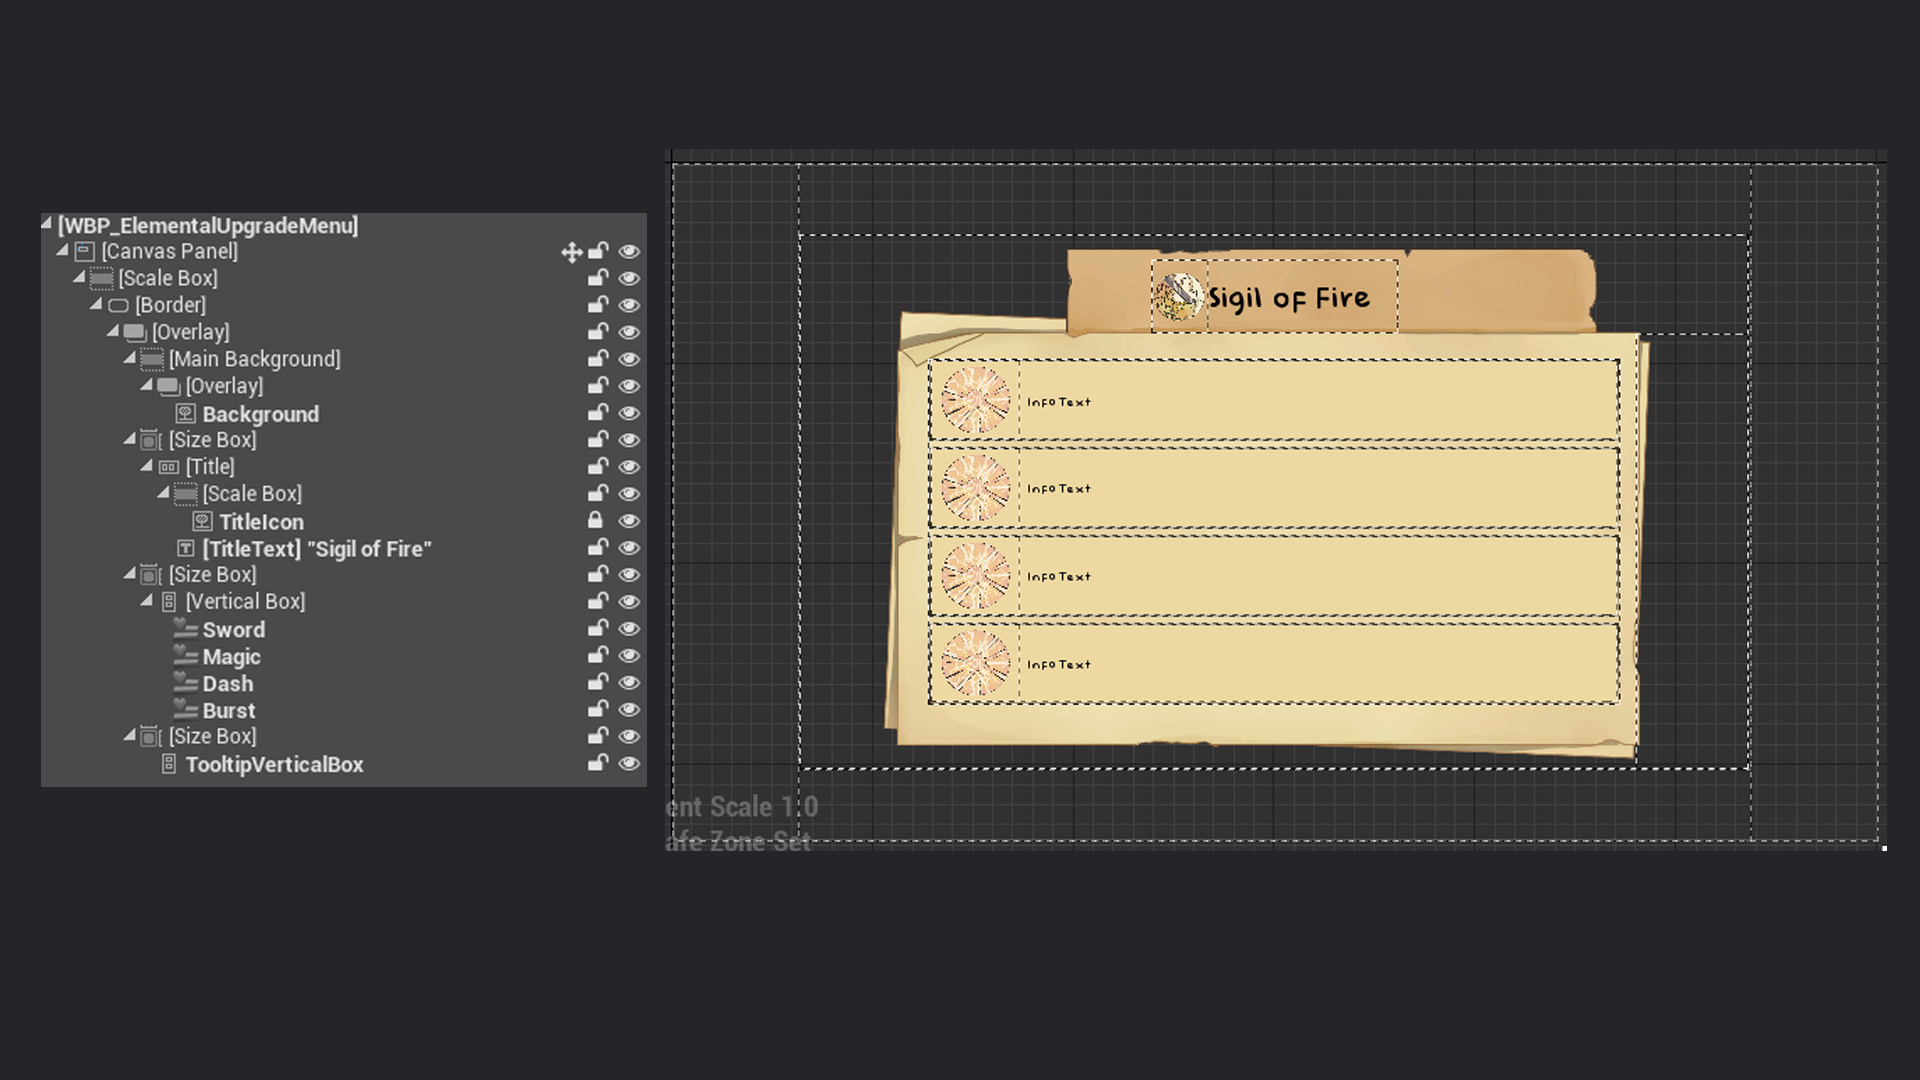 [WBP_ElementalUpgradeMenu]
[Canvas Panel]
[Scale Box]
[Border]
[Overlay]
[Main Background]
[Overlay]
Background
[Size Box]
[Title]
[Scale Box]
TitleIcon
[TitleText] "Sigil of Fire"
[Size Box]
[Vertical Box]
Sword
Magic
Dash
Burst
[Size Box]
TooltipVerticalBox
Sigil of Fire
Info Text
Info Text
Info Text
Info Text
ent Scale 1.0
afe Zone Set